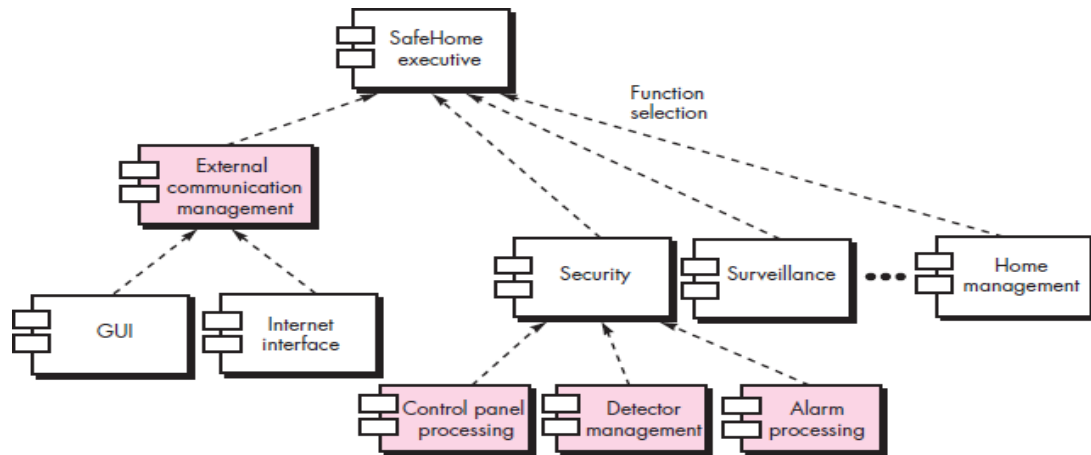 SafeHome
executive
Function
selection
External
communication
management
Security
Surveillance
Home
management
GUI
Internet
interface
Control panel
processing
Detector
management
Alarm
processing